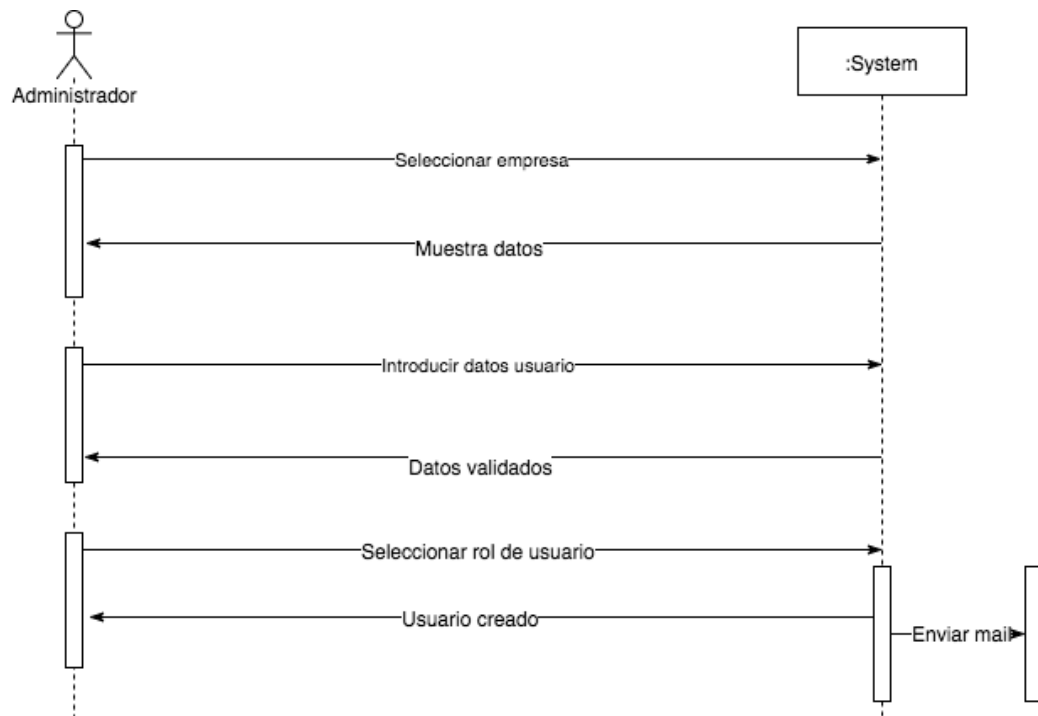 Administrador
:System
Seleccionar empresa
Muestra datos
Introducir datos usuario
Datos validados
Seleccionar rol de usuario
Usuario creado
Enviar mail